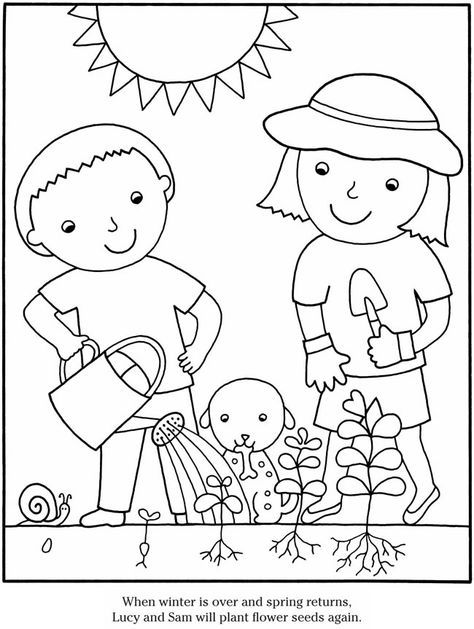 When winter is over and spring returns,
Lucy and Sam will plant flower seeds again.